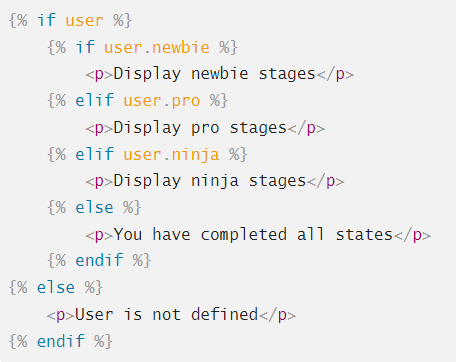 {% if user %}
    {% if user.newbie %}
        <p>Display newbie stages</p>
    {% elif user.pro %}
        <p>Display pro stages</p>
    {% elif user.ninja %}
        <p>Display ninja stages</p>
    {% else %}
        <p>You have completed all states</p>
    {% endif %}
{% else %}
    <p>User is not defined</p>
{% endif %}